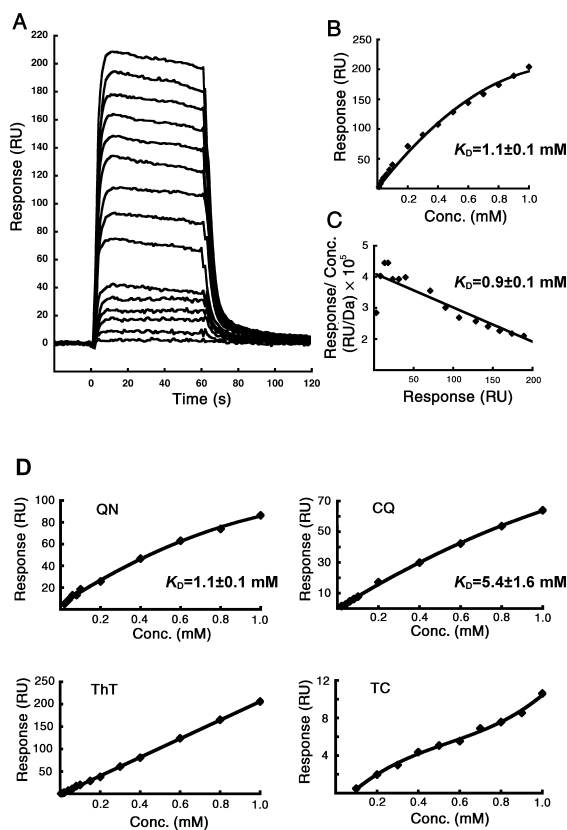 A
Response (RU)
220
200
180
160
140
120
100
80
60
40
20
0
-20
-20 0 20 40 60 80 100 120
Time (s)
B
Response (RU)
250
200
150
100
50
0 0.2 0.4 0.6 0.8 1.0
Conc. (mM)
KD=1.1±0.1 mM
C
Response/ Conc.
(RU/Da) × 10⁵
5
4
3
2
50 100 150 200
Response (RU)
KD=0.9±0.1 mM
D
QN
Response (RU)
100
80
60
40
20
0.2 0.4 0.6 0.8 1.0
Conc. (mM)
KD=1.1±0.1 mM
CQ
Response (RU)
70
50
30
10
0.2 0.4 0.6 0.8 1.0
Conc. (mM)
KD=5.4±1.6 mM
ThT
Response (RU)
250
200
150
100
50
0.2 0.4 0.6 0.8 1.0
Conc. (mM)
TC
Response (RU)
12
8
4
0.2 0.4 0.6 0.8 1.0
Conc. (mM)